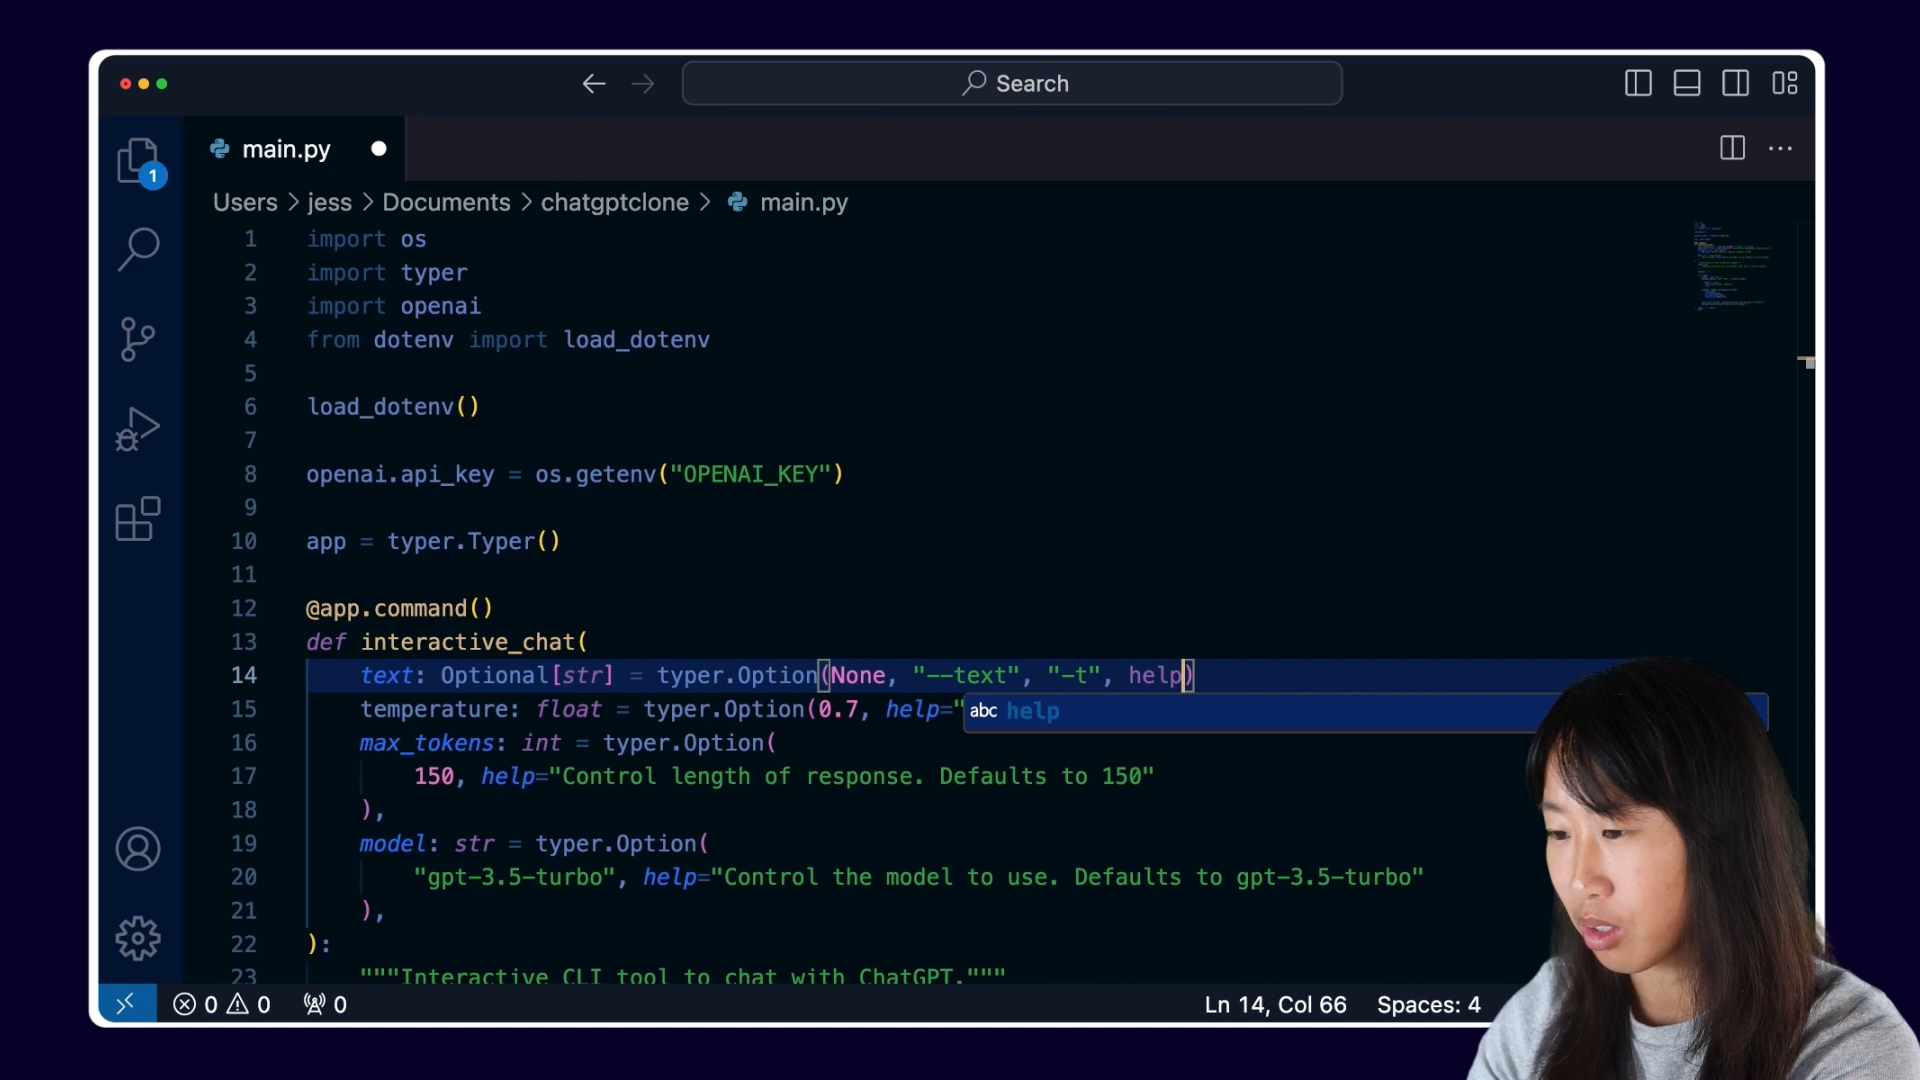 Search
1
main.py
Users > jess > Documents > chatgptclone > main.py
1 import os
2 import typer
3 import openai
4 from dotenv import load_dotenv
5
6 load_dotenv()
7
8 openai.api_key = os.getenv("OPENAI_KEY")
9
10 app = typer.Typer()
11
12 @app.command()
13 def interactive_chat(
14 text: Optional[str] = typer.Option(None, "--text", "-t", help)
15 temperature: float = typer.Option(0.7, help="
abc help
16 max_tokens: int = typer.Option(
17 150, help="Control length of response. Defaults to 150"
18 ),
19 model: str = typer.Option(
20 "gpt-3.5-turbo", help="Control the model to use. Defaults to gpt-3.5-turbo"
21 ),
22 ):
23 """Interactive CLI tool to chat with ChatGPT."""
0 0 0
Ln 14, Col 66 Spaces: 4